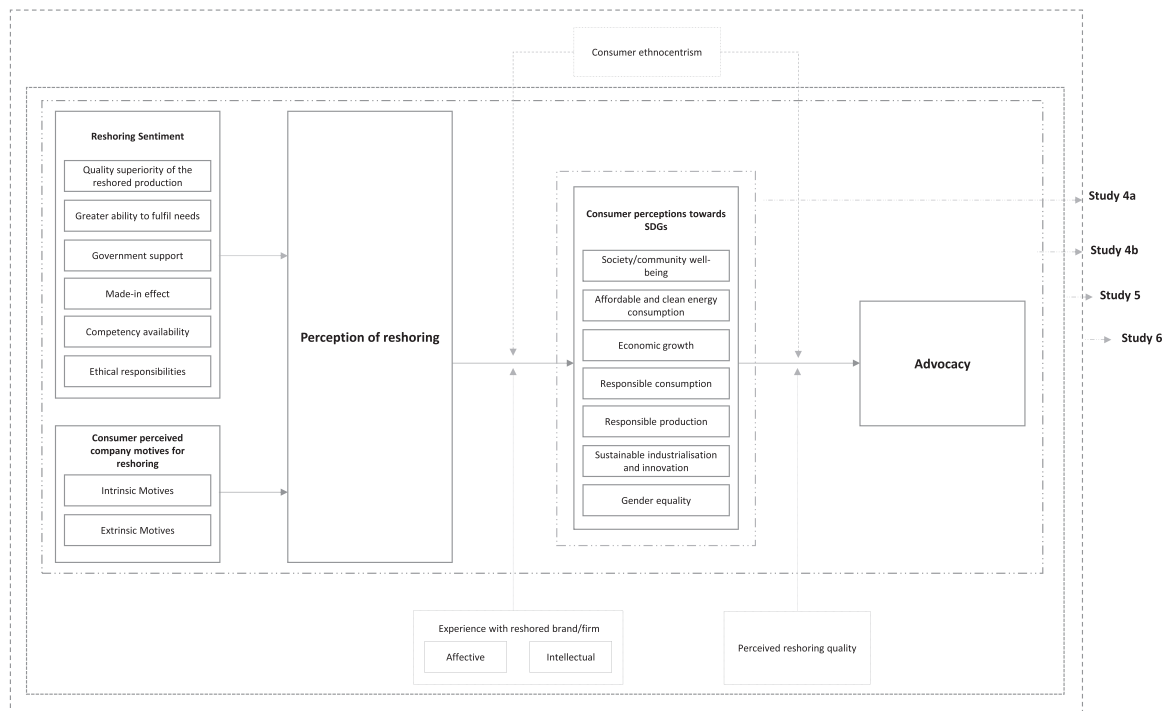 Consumer ethnocentrism
Reshoring Sentiment
Quality superiority of the
reshored production
Greater ability to fulfil needs
Government support
Made-in effect
Competency availability
Ethical responsibilities
Consumer perceived
company motives for
reshoring
Intrinsic Motives
Extrinsic Motives
Perception of reshoring
Consumer perceptions towards
SDGs
Society/community well-
being
Affordable and clean energy
consumption
Economic growth
Responsible consumption
Responsible production
Sustainable industrialisation
and innovation
Gender equality
Advocacy
Study 4a
Study 4b
Study 5
Study 6
Experience with reshored brand/firm
Affective
Intellectual
Perceived reshoring quality